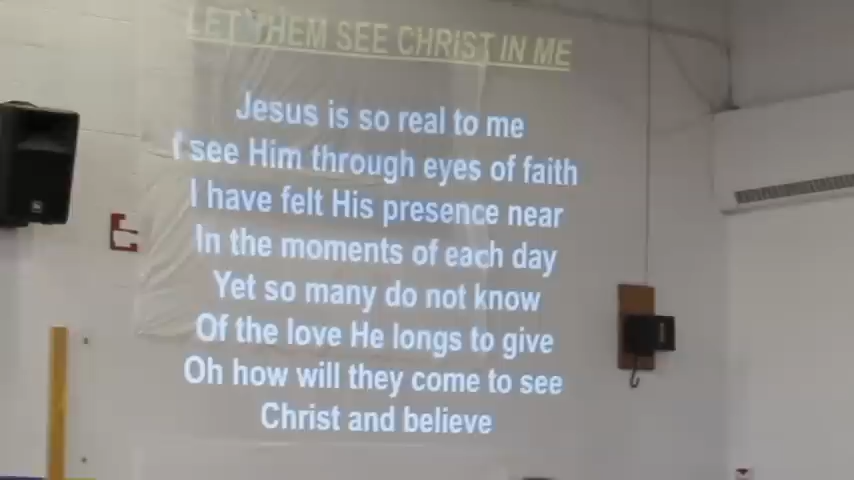 LET THEM SEE CHRIST IN ME
Jesus is so real to me
I see Him through eyes of faith
I have felt His presence near
In the moments of each day
Yet so many do not know
Of the love He longs to give
Oh how will they come to see
Christ and believe